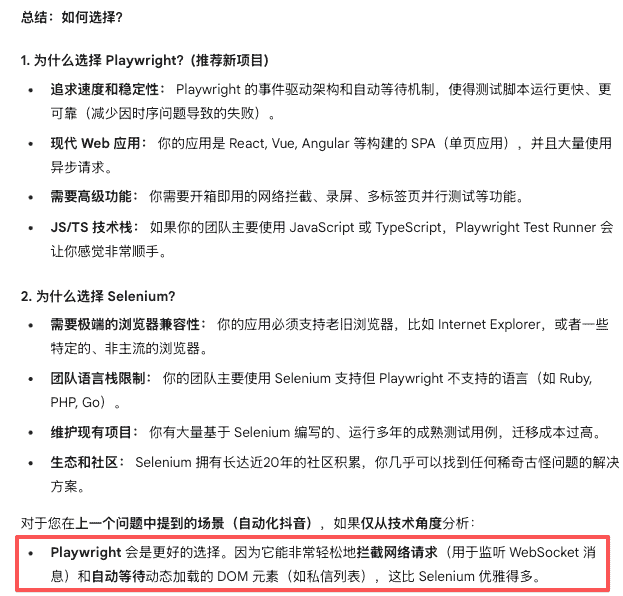 总结：如何选择？
1. 为什么选择 Playwright？（推荐新项目）
• 追求速度和稳定性： Playwright 的事件驱动架构和自动等待机制，使得测试脚本运行更快、更
可靠（减少因时序问题导致的失败）。
• 现代 Web 应用： 你的应用是 React, Vue, Angular 等构建的 SPA（单页应用），并且大量使用
异步请求。
• 需要高级功能： 你需要开箱即用的网络拦截、录屏、多标签页并行测试等功能。
• JS/TS 技术栈： 如果你的团队主要使用 JavaScript 或 TypeScript，Playwright Test Runner 会
让你感觉非常顺手。
2. 为什么选择 Selenium？
• 需要极端的浏览器兼容性： 你的应用必须支持老旧浏览器，比如 Internet Explorer，或者一些
特定的、非主流的浏览器。
• 团队语言栈限制： 你的团队主要使用 Selenium 支持但 Playwright 不支持的语言（如 Ruby,
PHP, Go）。
• 维护现有项目： 你有大量基于 Selenium 编写的、运行多年的成熟测试用例，迁移成本过高。
• 生态和社区： Selenium 拥有长达近20年的社区积累，你几乎可以找到任何稀奇古怪问题的解决
方案。
对于您在上一个问题中提到的场景（自动化抖音），如果仅从技术角度分析：
• Playwright 会是更好的选择。因为它能非常轻松地拦截网络请求（用于监听 WebSocket 消
息）和自动等待动态加载的 DOM 元素（如私信列表），这比 Selenium 优雅得多。